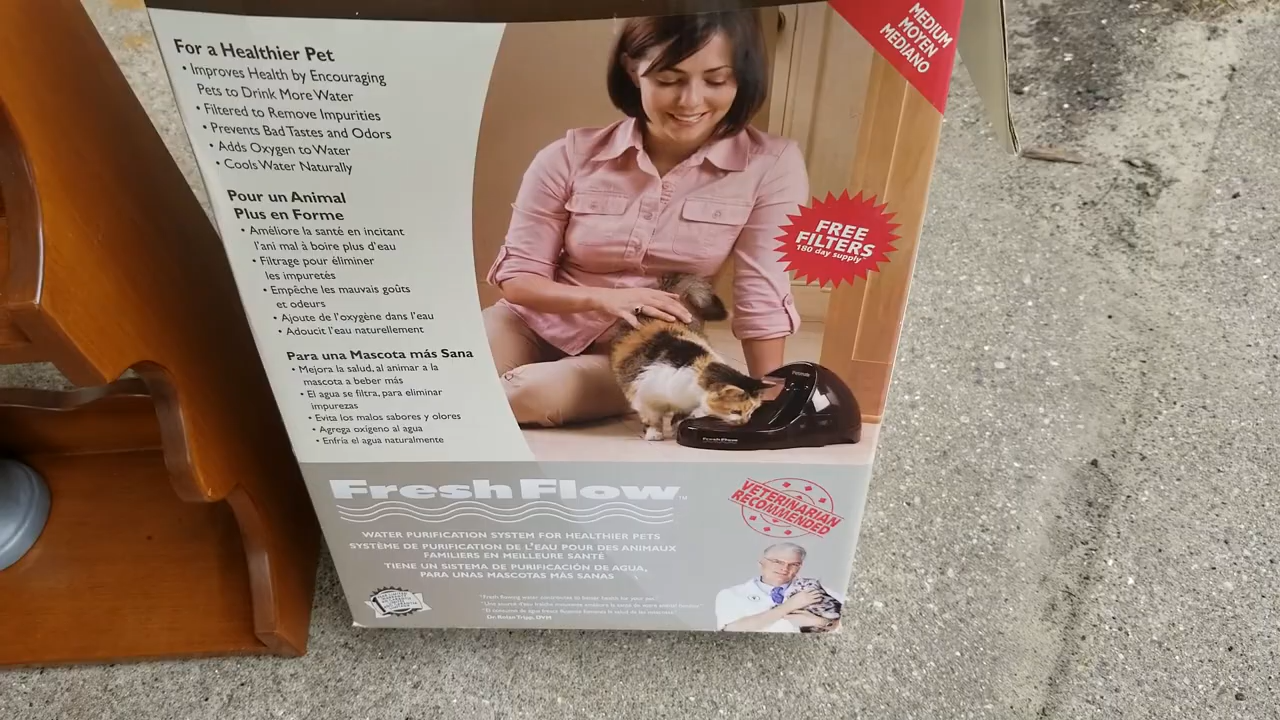 For a Healthier Pet
• Improves Health by Encouraging
Pets to Drink More Water
• Filtered to Remove Impurities
• Prevents Bad Tastes and Odors
• Adds Oxygen to Water
• Cools Water Naturally
Pour un Animal
Plus en Forme
• Améliore la santé en incitant
l'ani mal à boire plus d'eau
• Filtrage pour éliminer
les impuretés
• Empêche les mauvais goûts
et odeurs
• Ajoute de l'oxygène dans l'eau
• Adoucit l'eau naturellement
Para una Mascota más Sana
• Mejora la salud, al animar a la
mascota a beber más
• El agua se filtra, para eliminar
impurezas
• Evita los malos sabores y olores
• Agrega oxígeno al agua
• Enfría el agua naturalmente
MEDIUM
MOYEN
MEDIANO
FREE
FILTERS
180 day supply
Petmate
Fresh Flow
Fresh Flow™
WATER PURIFICATION SYSTEM FOR HEALTHIER PETS
SYSTÈME DE PURIFICATION DE L'EAU POUR DES ANIMAUX
FAMILIERS EN MEILLEURE SANTÉ
TIENE UN SISTEMA DE PURIFICACIÓN DE AGUA,
PARA UNAS MASCOTAS MÁS SANAS
VETERINARIAN
RECOMMENDED